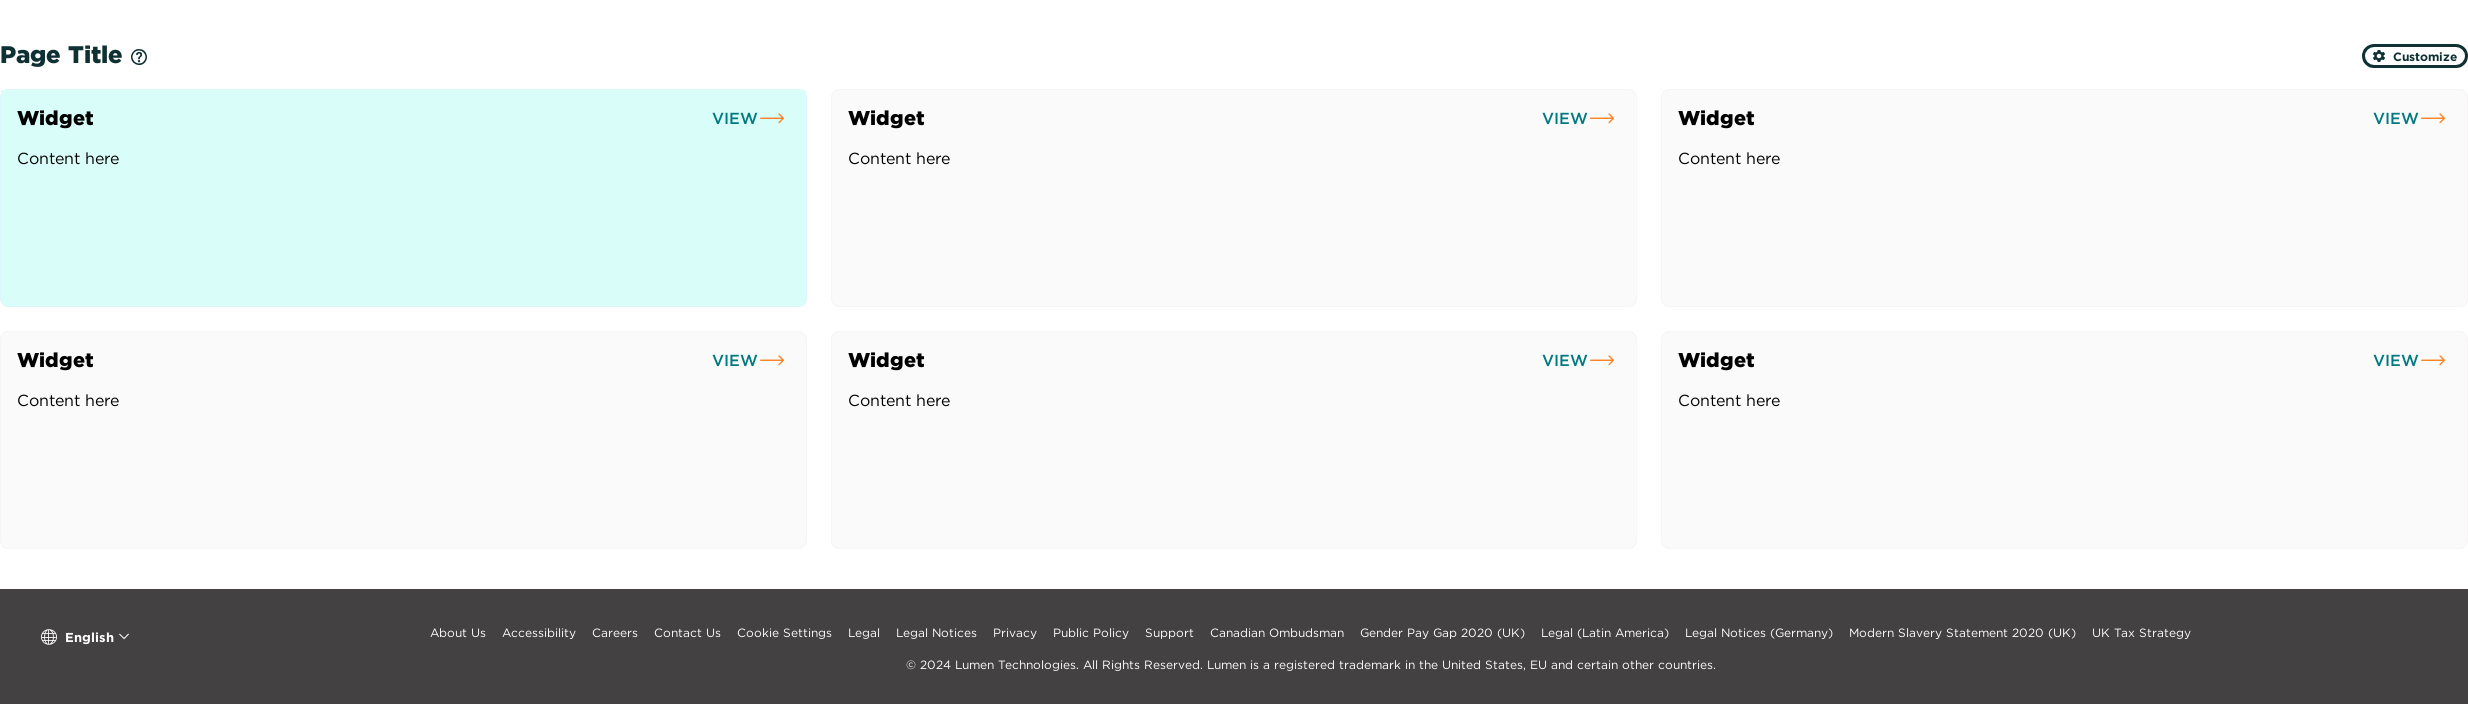 Page Title
Customize
Widget VIEW
Content here
Widget VIEW
Content here
Widget VIEW
Content here
Widget VIEW
Content here
Widget VIEW
Content here
Widget VIEW
Content here
English
About Us Accessibility Careers Contact Us Cookie Settings Legal Legal Notices Privacy Public Policy Support Canadian Ombudsman Gender Pay Gap 2020 (UK) Legal (Latin America) Legal Notices (Germany) Modern Slavery Statement 2020 (UK) UK Tax Strategy
© 2024 Lumen Technologies. All Rights Reserved. Lumen is a registered trademark in the United States, EU and certain other countries.